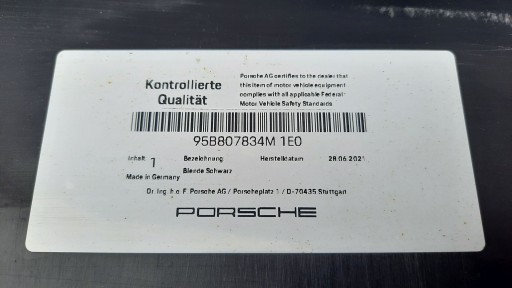 Kontrollierte
Qualität
Porsche AG certifies to the dealer that
this item of motor vehicle equipment
complies with all applicable Federal
Motor Vehicle Safety Standards
95B807834M 1E0
Inhalt 1 Bezeichnung Herstelldatum 28.06.2021
Blende Schwarz
Made in Germany
Dr. Ing. h.c. F. Porsche AG / Porscheplatz 1 / D-70435 Stuttgart
PORSCHE